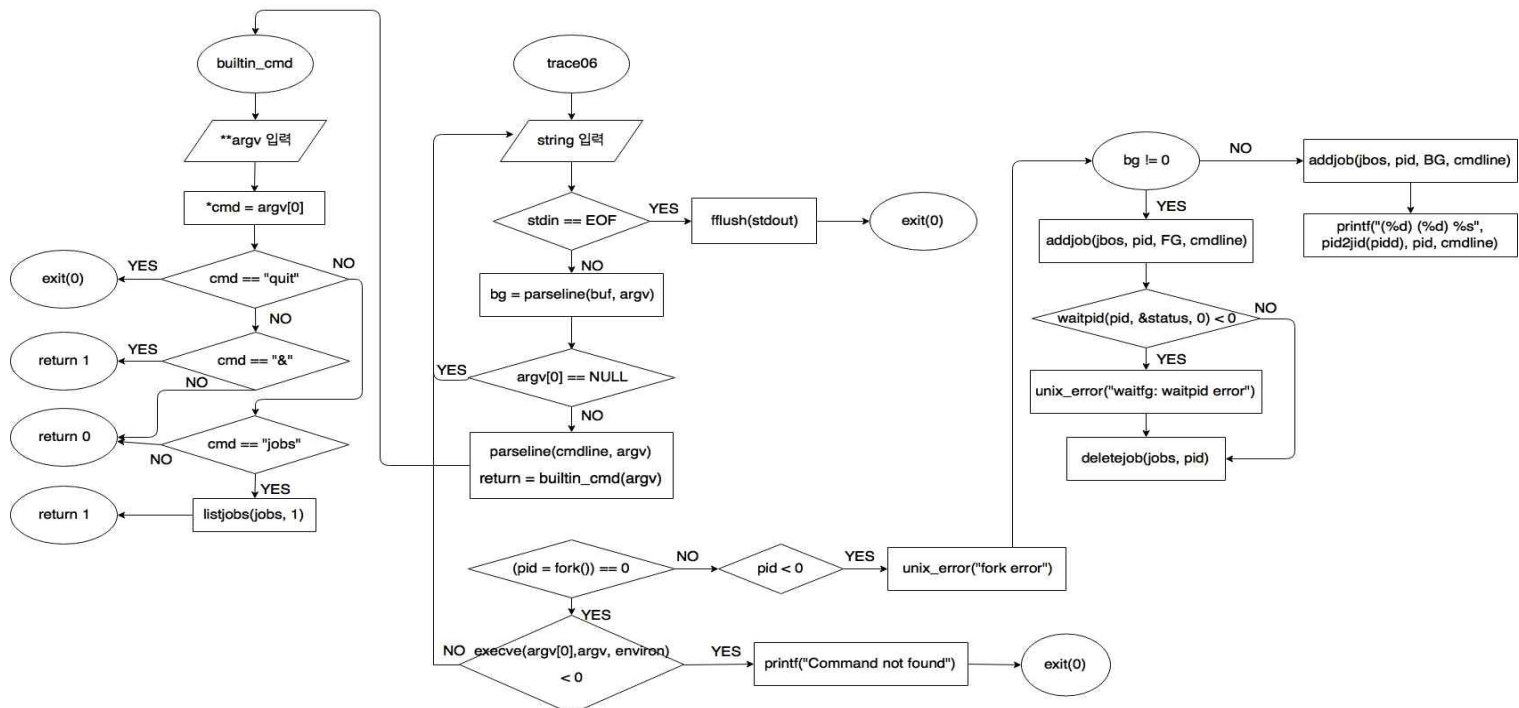 builtin_cmd
**argv 입력
*cmd = argv[0]
cmd == "quit"
YES
NO
exit(0)
NO
cmd == "&"
YES
NO
return 1
return 0
cmd == "jobs"
NO
YES
listjobs(jobs, 1)
return 1
trace06
string 입력
stdin == EOF
YES
fflush(stdout)
exit(0)
NO
bg = parseline(buf, argv)
YES
argv[0] == NULL
NO
parseline(cmdline, argv)
return = builtin_cmd(argv)
(pid = fork()) == 0
NO
pid < 0
YES
unix_error("fork error")
YES
NO
execve(argv[0],argv, environ)
< 0
YES
printf("Command not found")
exit(0)
bg != 0
NO
addjob(jbos, pid, BG, cmdline)
printf("(%d) (%d) %s",
pid2jid(pidd), pid, cmdline)
YES
addjob(jbos, pid, FG, cmdline)
waitpid(pid, &status, 0) < 0
NO
YES
unix_error("waitfg: waitpid error")
deletejob(jobs, pid)